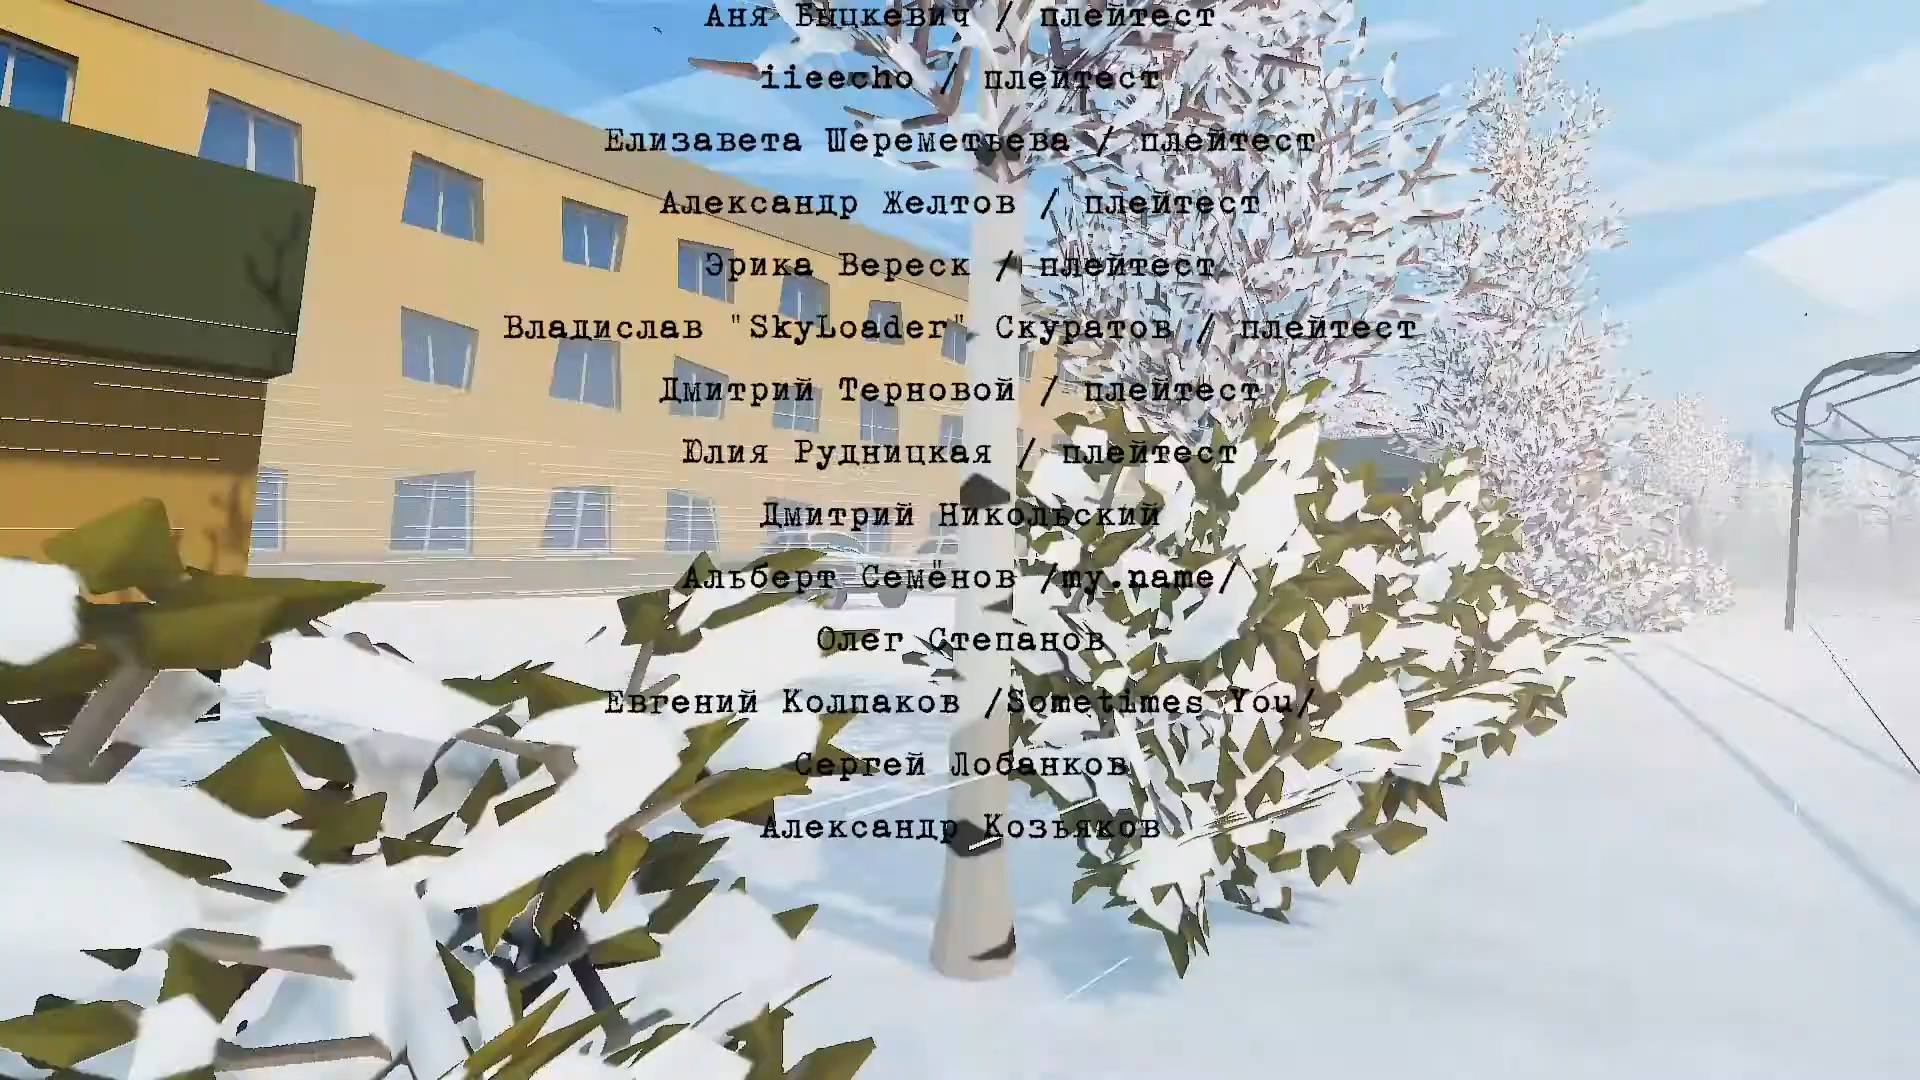 Аня Быцкевич / плейтест
iieecho / плейтест
Елизавета Шереметьева / плейтест
Александр Желтов / плейтест
Эрика Вереск / плейтест
Владислав "SkyLoader" Скуратов / плейтест
Дмитрий Терновой / плейтест
Юлия Рудницкая / плейтест
Дмитрий Никольский
Альберт Семёнов /my.name/
Олег Степанов
Евгений Колпаков /Sometimes You/
Сергей Лобанков
Александр Козьяков